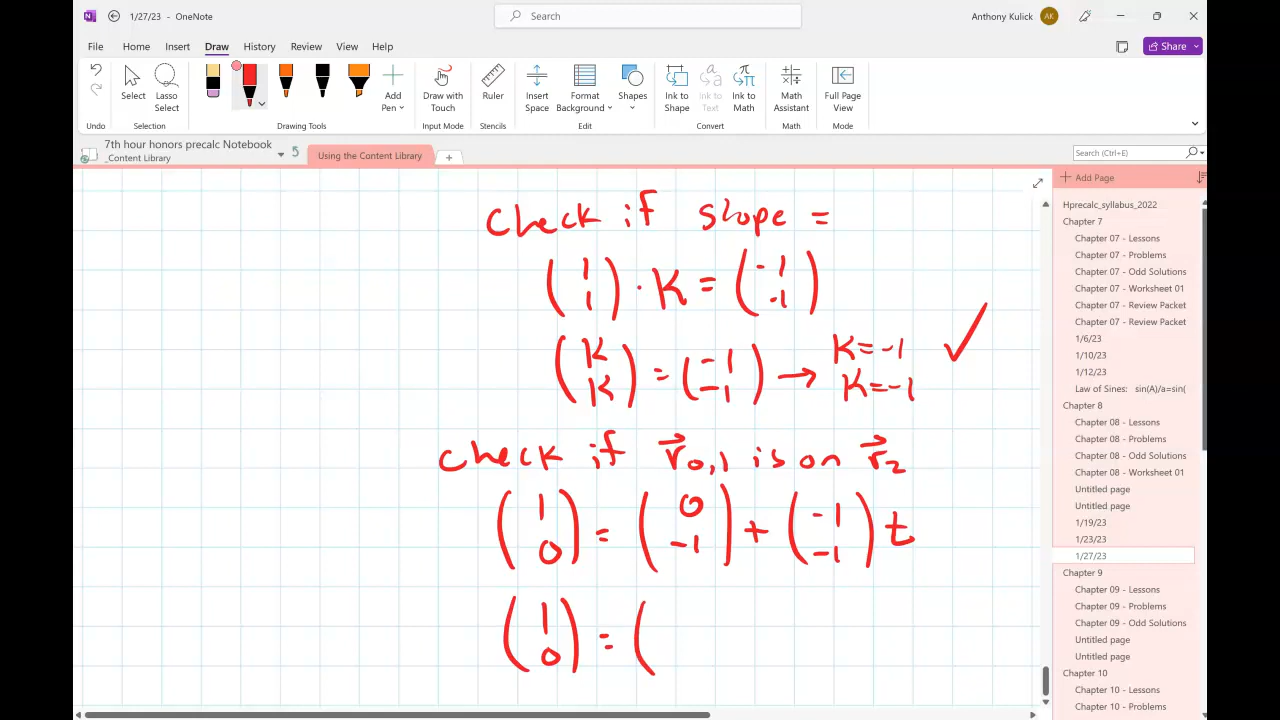 1/27/23 - OneNote
Search
Anthony Kulick
AK
File Home Insert Draw History Review View Help
Share
Undo
Select
Lasso Select
Add Pen
Draw with Touch
Ruler
Insert Space
Format Background
Shapes
Ink to Shape
Ink to Text
Ink to Math
Math Assistant
Full Page View
Undo Selection Drawing Tools Input Mode Stencils Edit Convert Math Mode
7th hour honors precalc Notebook
_Content Library
Using the Content Library
+
Search (Ctrl+E)
Check if slope =
(1 1) · K = (-1 -1)
(K K) = (-1 -1) → K=-1 K=-1 ✓
check if r⃗0,1 is on r⃗2
(1 0) = (0 -1) + (-1 -1) t
(1 0) = (
Add Page
Hprecalc_syllabus_2022
Chapter 7
Chapter 07 - Lessons
Chapter 07 - Problems
Chapter 07 - Odd Solutions
Chapter 07 - Worksheet 01
Chapter 07 - Review Packet
Chapter 07 - Review Packet
1/6/23
1/10/23
1/12/23
Law of Sines: sin(A)/a=sin(
Chapter 8
Chapter 08 - Lessons
Chapter 08 - Problems
Chapter 08 - Odd Solutions
Chapter 08 - Worksheet 01
Untitled page
Untitled page
1/19/23
1/23/23
1/27/23
Chapter 9
Chapter 09 - Lessons
Chapter 09 - Problems
Chapter 09 - Odd Solutions
Untitled page
Untitled page
Chapter 10
Chapter 10 - Lessons
Chapter 10 - Problems